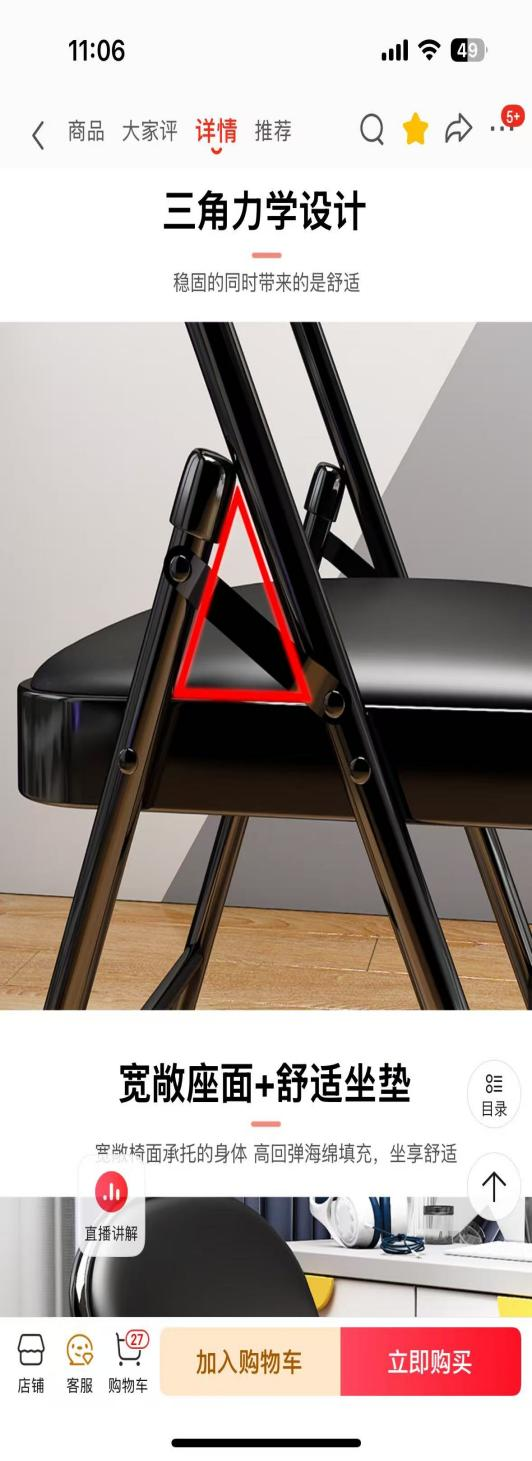 11:06
49
商品 大家评 详情 推荐
5+
三角力学设计
稳固的同时带来的是舒适
宽敞座面+舒适坐垫
目录
宽敞椅面承托的身体 高回弹海绵填充，坐享舒适
直播讲解
27
店铺 客服 购物车 加入购物车 立即购买